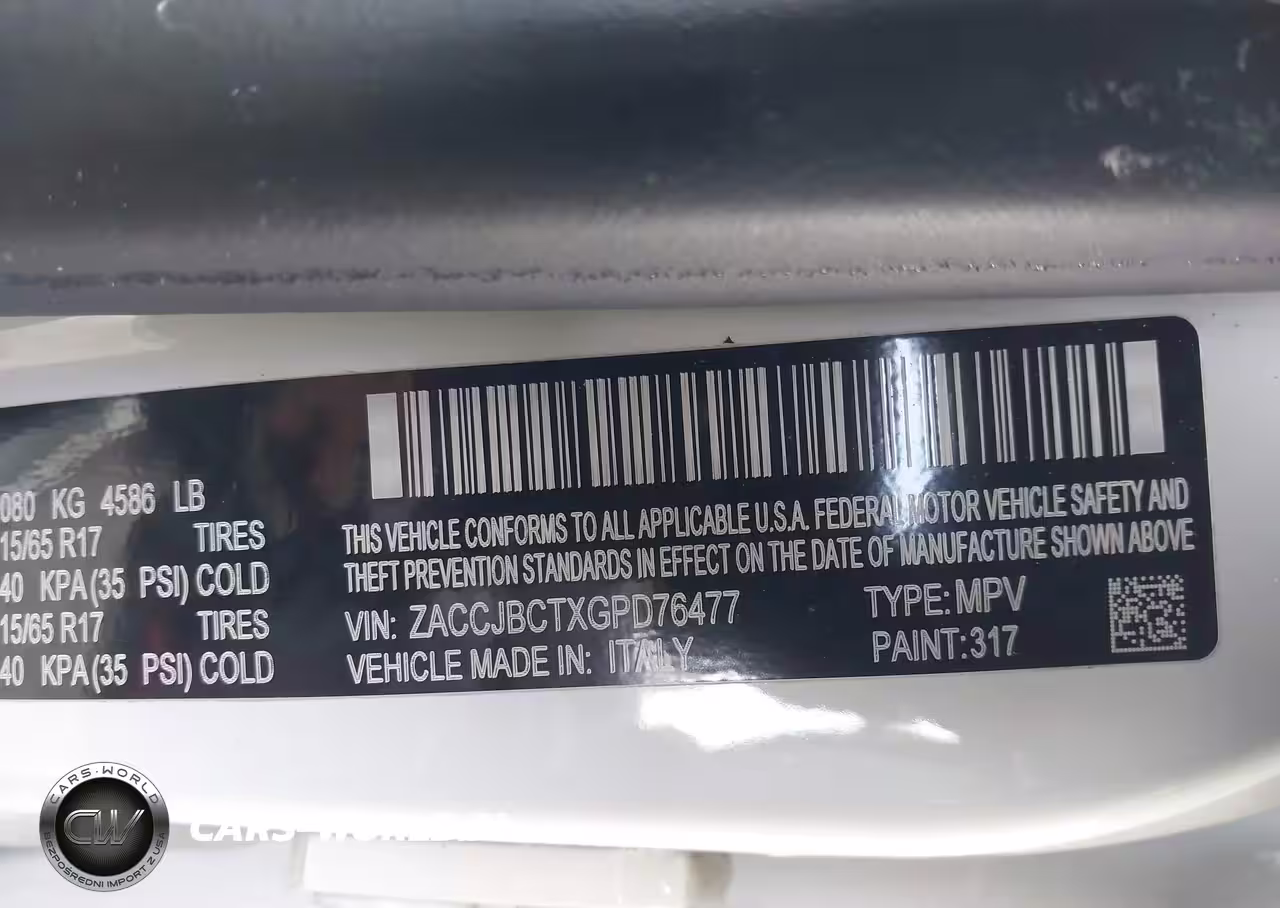 080 KG 4586 LB
15/65 R17 TIRES
40 KPA(35 PSI) COLD
15/65 R17 TIRES
40 KPA(35 PSI) COLD
THIS VEHICLE CONFORMS TO ALL APPLICABLE U.S.A. FEDERAL MOTOR VEHICLE SAFETY AND
THEFT PREVENTION STANDARDS IN EFFECT ON THE DATE OF MANUFACTURE SHOWN ABOVE
VIN: ZACCJBCTXGPD76477 TYPE: MPV
VEHICLE MADE IN: ITALY PAINT:317
CARS-WORLD
CW
BEZPOŚREDNI IMPORT Z USA